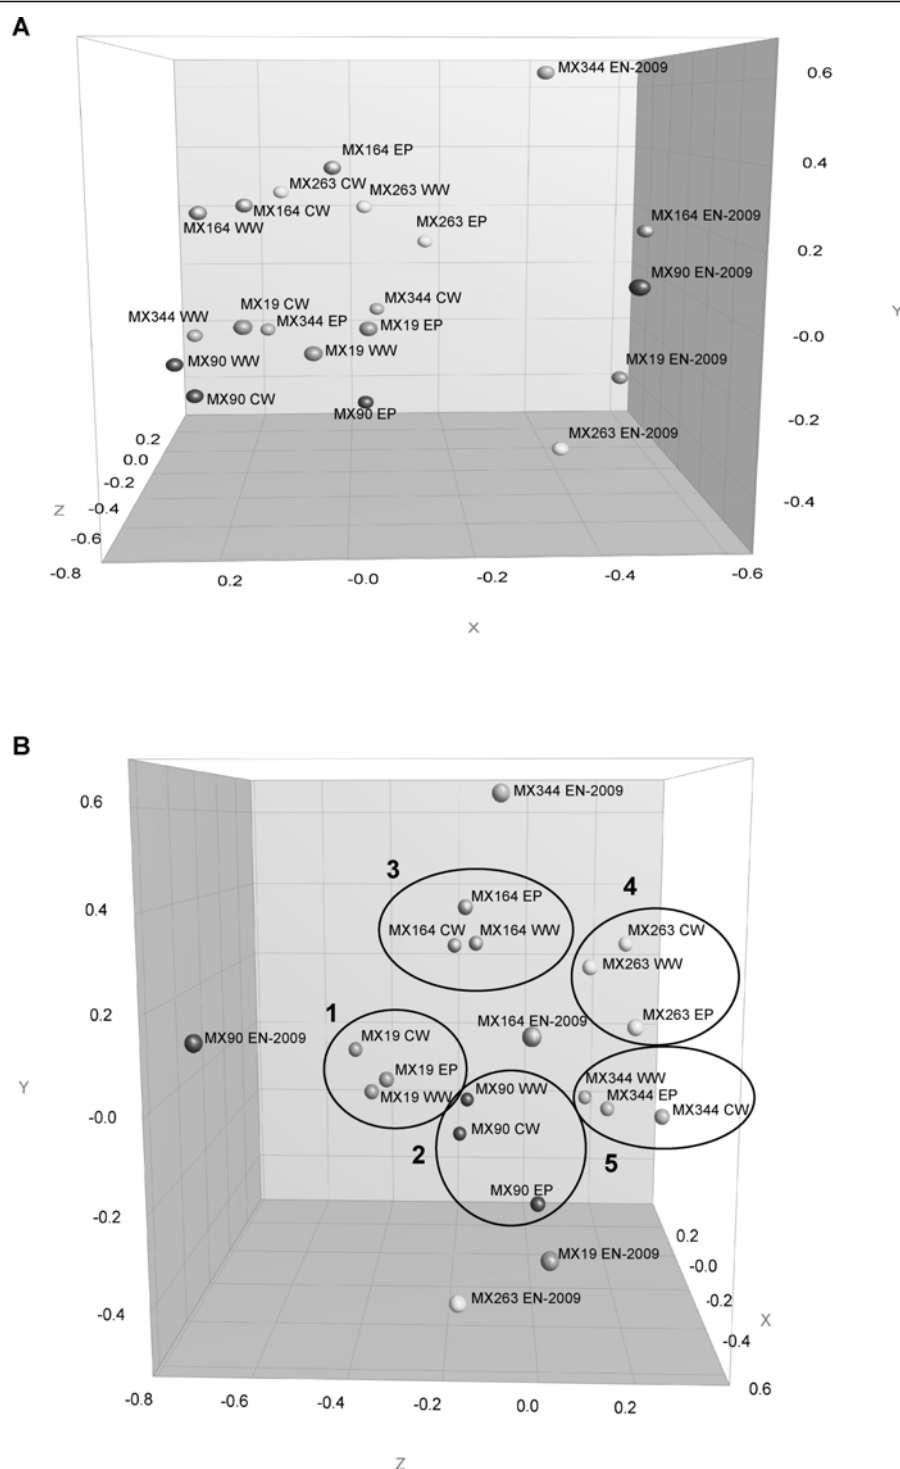 A
MX344 EN-2009
0.6
MX164 EP
0.4
MX263 CW
MX263 WW
MX164 CW
MX164 WW
MX263 EP
MX164 EN-2009
0.2
MX90 EN-2009
MX344 CW
Y
MX19 CW
MX344 WW
MX344 EP
MX19 EP
-0.0
MX19 WW
MX90 WW
MX19 EN-2009
MX90 CW
MX90 EP
-0.2
MX263 EN-2009
0.2
0.0
-0.2
-0.4
Z
-0.4
-0.6
-0.8
0.2
-0.0
-0.2
-0.4
-0.6
X
B
MX344 EN-2009
0.6
3
4
MX164 EP
0.4
MX164 CW
MX164 WW
MX263 CW
MX263 WW
1
0.2
MX263 EP
MX164 EN-2009
MX90 EN-2009
MX19 CW
MX19 EP
MX344 WW
Y
MX90 WW
MX344 EP
MX19 WW
MX344 CW
-0.0
MX90 CW
2
5
MX90 EP
-0.2
0.2
MX19 EN-2009
-0.0
MX263 EN-2009
-0.2
-0.4
X
-0.4
0.6
-0.8
-0.6
-0.4
-0.2
0.0
0.2
Z